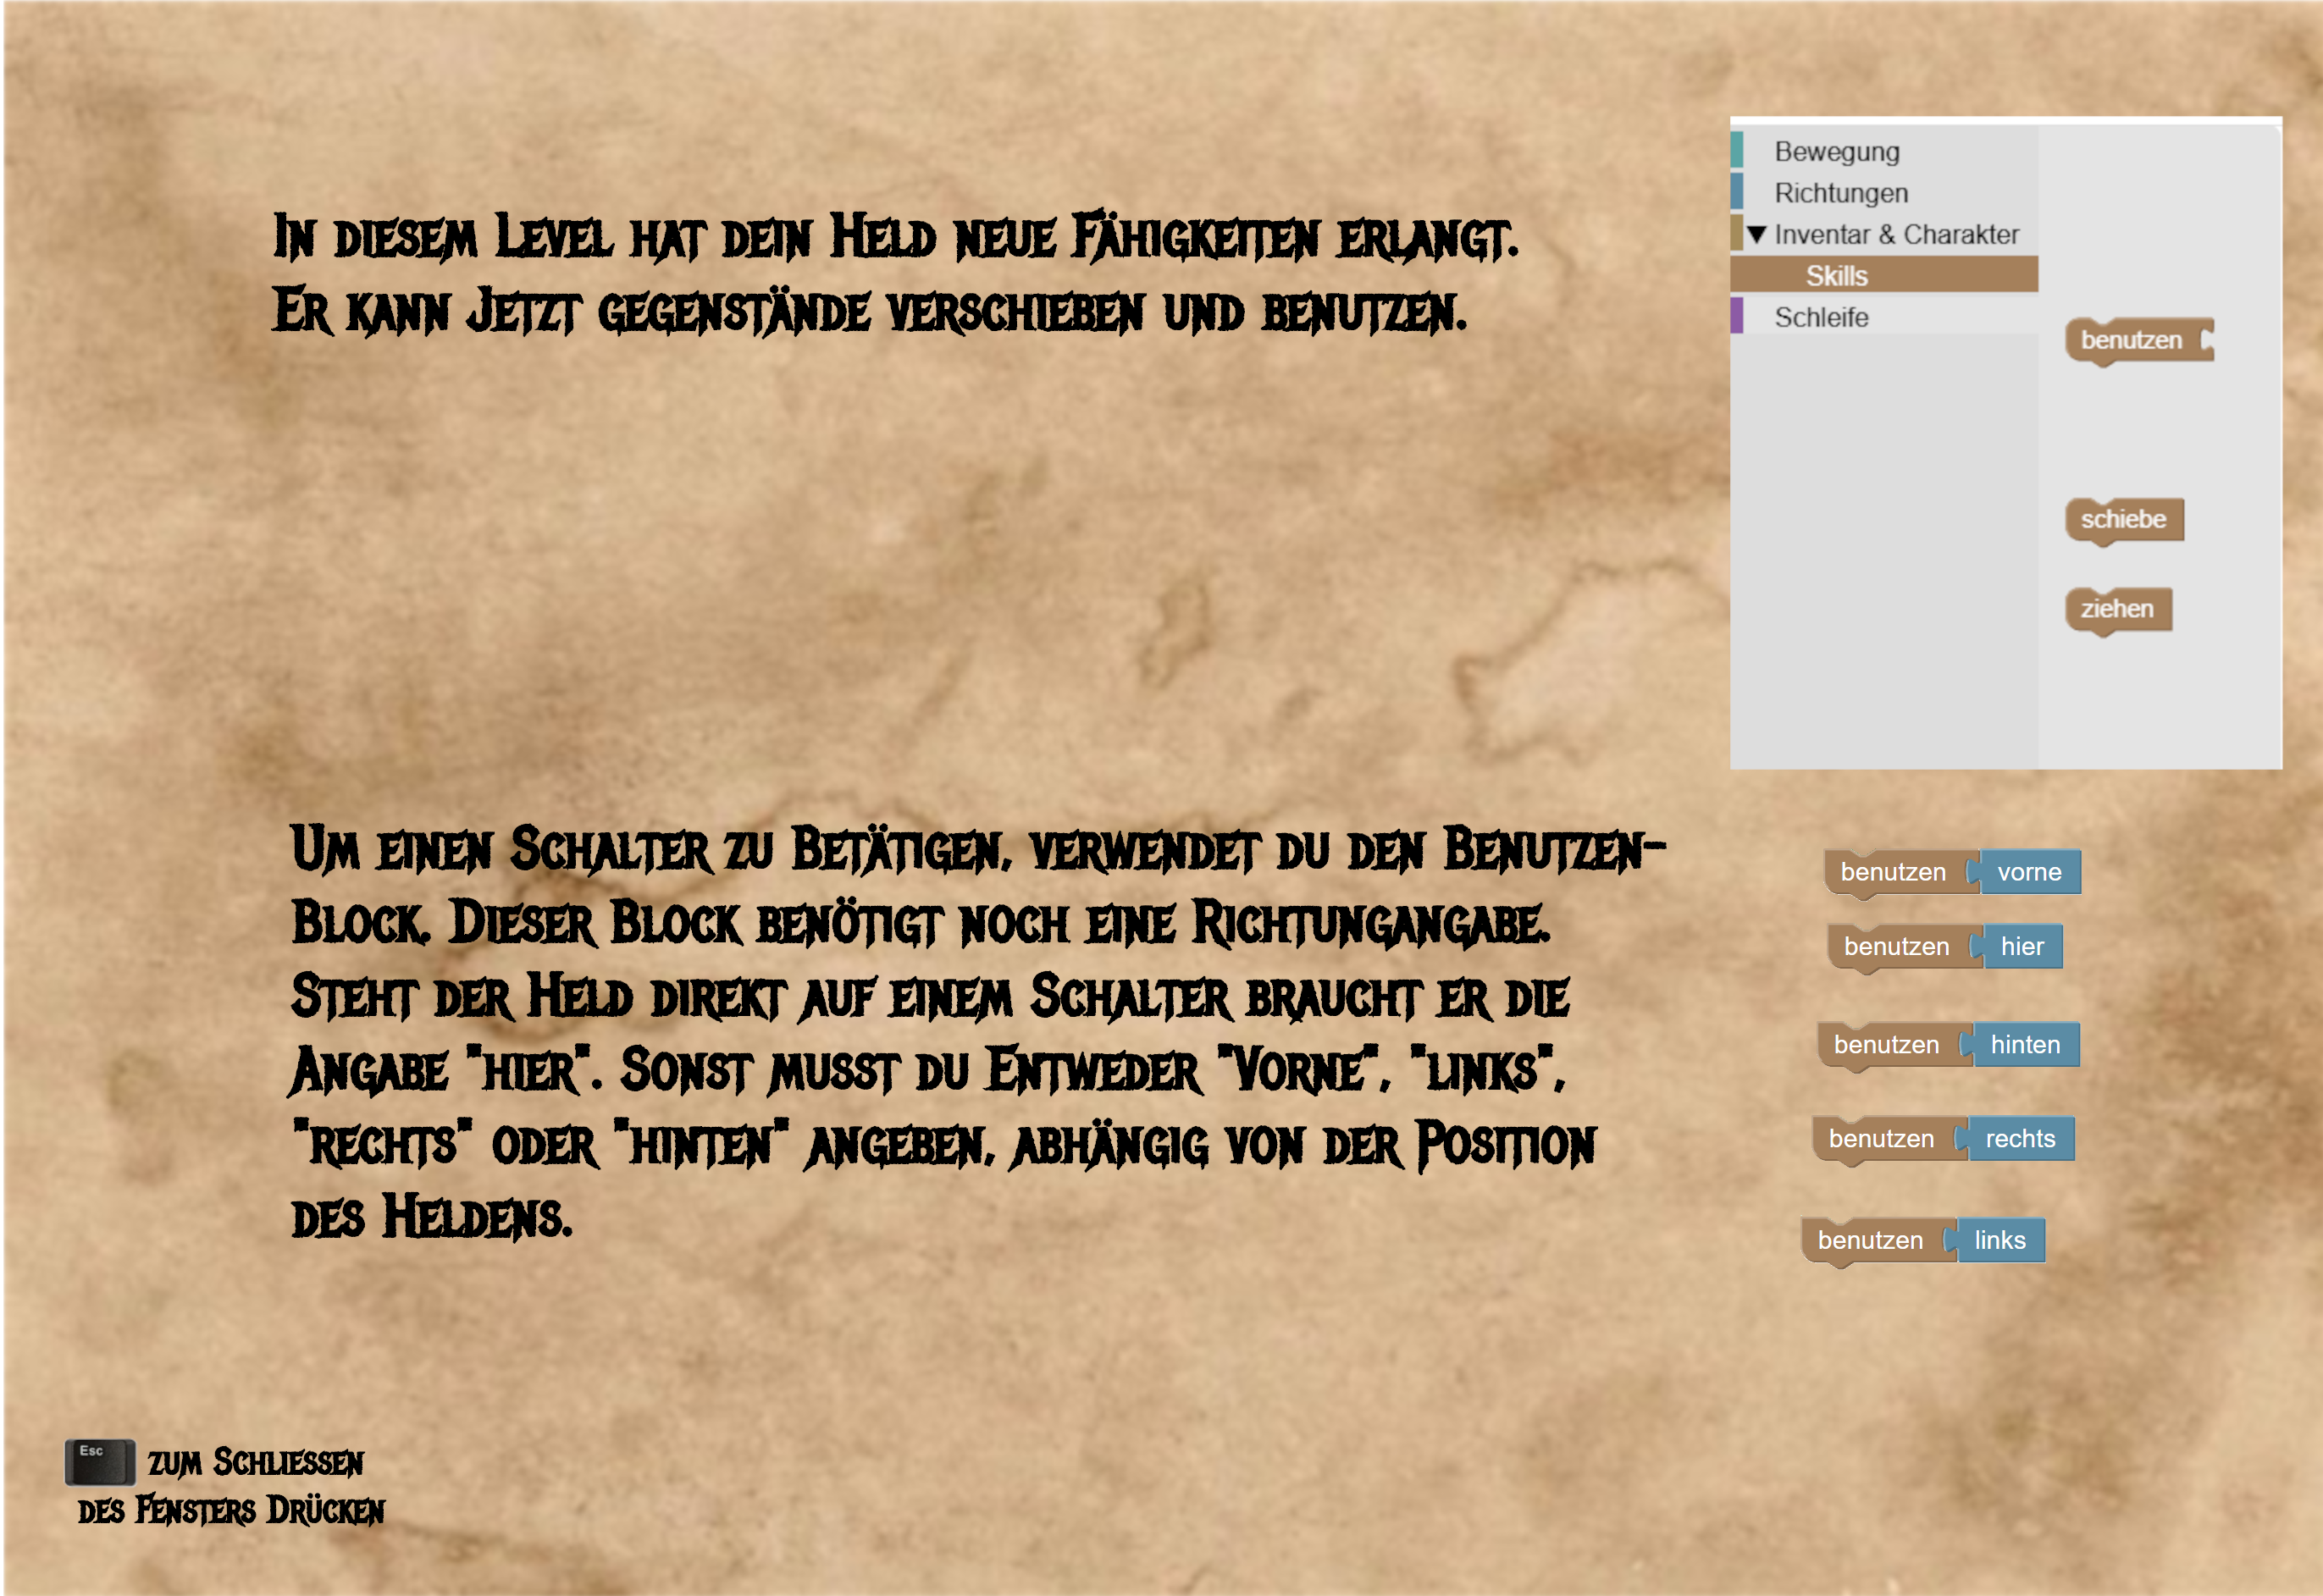 In diesem Level hat dein Held neue Fähigkeiten erlangt.
Er kann Jetzt gegenstände verschieben und benutzen.
Bewegung
Richtungen
▼ Inventar & Charakter
Skills
Schleife
benutzen
schiebe
ziehen
Um einen Schalter zu Betätigen, verwendet du den Benutzen-
Block. Dieser Block benötigt noch eine Richtungangabe.
Steht der Held direkt auf einem Schalter braucht er die
Angabe "hier". Sonst musst du Entweder "Vorne", "links",
"rechts" oder "hinten" angeben, abhängig von der Position
des Heldens.
benutzen vorne
benutzen hier
benutzen hinten
benutzen rechts
benutzen links
Esc zum Schliessen
des Fensters Drücken